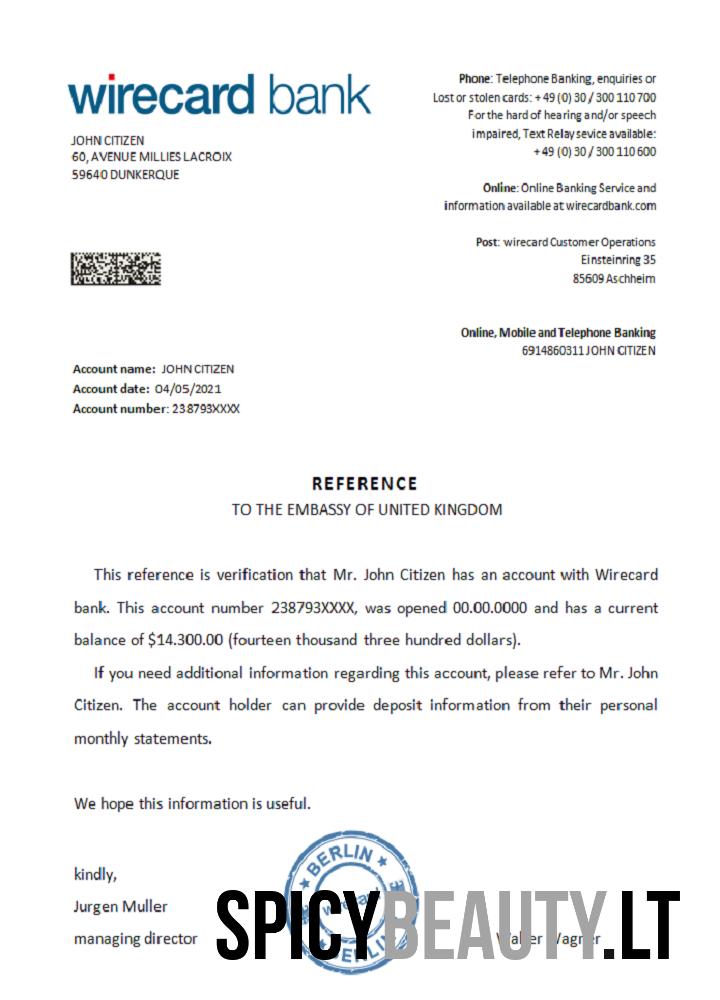 wirecard bank
JOHN CITIZEN
60, AVENUE MILLIES LACROIX
59640 DUNKERQUE
Phone: Telephone Banking, enquiries or
Lost or stolen cards: +49 (0) 30 / 300 110 700
For the hard of hearing and/or speech
impaired, Text Relay sevice available:
+49 (0) 30 / 300 110 600
Online: Online Banking Service and
information available at wirecardbank.com
Post: wirecard Customer Operations
Einsteinring 35
85609 Aschheim
Online, Mobile and Telephone Banking
6914860311 JOHN CITIZEN
Account name: JOHN CITIZEN
Account date: 04/05/2021
Account number: 238793XXXX
REFERENCE
TO THE EMBASSY OF UNITED KINGDOM
This reference is verification that Mr. John Citizen has an account with Wirecard
bank. This account number 238793XXXX, was opened 00.00.0000 and has a current
balance of $14.300.00 (fourteen thousand three hundred dollars).
If you need additional information regarding this account, please refer to Mr. John
Citizen. The account holder can provide deposit information from their personal
monthly statements.
We hope this information is useful.
kindly,
Jurgen Muller
managing director
BERLIN
wirecard
BERLIN
SPICYBEAUTY.LT
Walter Wagner